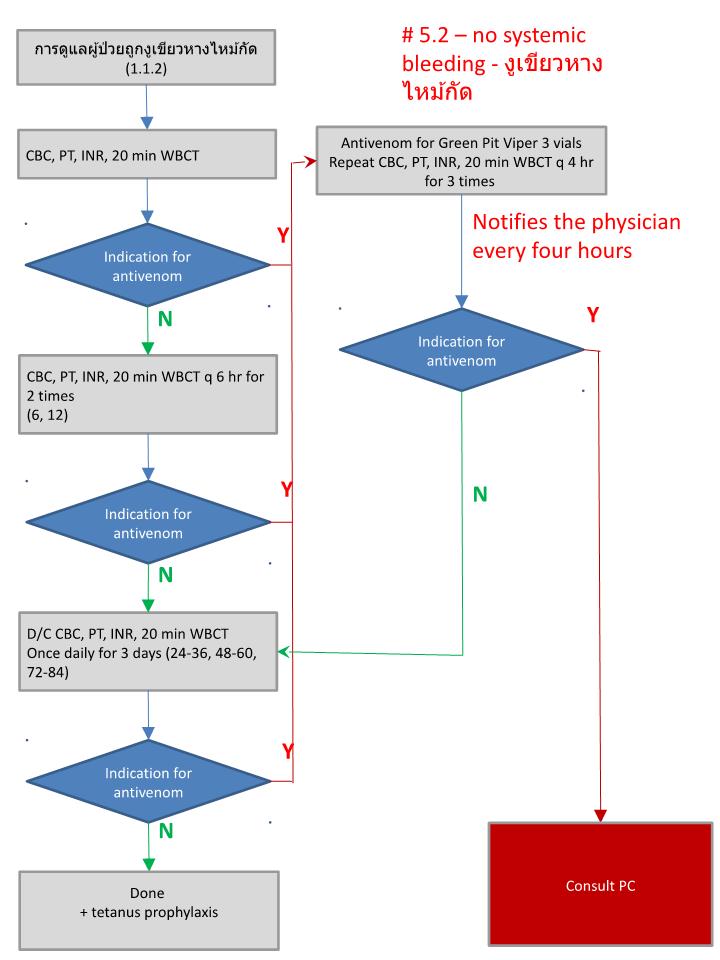 # 5.2 – no systemic
bleeding - งูเขียวหาง
ไหม้กัด
การดูแลผู้ป่วยถูกงูเขียวหางไหม้กัด
(1.1.2)
CBC, PT, INR, 20 min WBCT
Antivenom for Green Pit Viper 3 vials
Repeat CBC, PT, INR, 20 min WBCT q 4 hr
for 3 times
Notifies the physician
every four hours
Indication for
antivenom
Y
N
Indication for
antivenom
Y
N
CBC, PT, INR, 20 min WBCT q 6 hr for
2 times
(6, 12)
Indication for
antivenom
Y
N
D/C CBC, PT, INR, 20 min WBCT
Once daily for 3 days (24-36, 48-60,
72-84)
Indication for
antivenom
Y
N
Done
+ tetanus prophylaxis
Consult PC